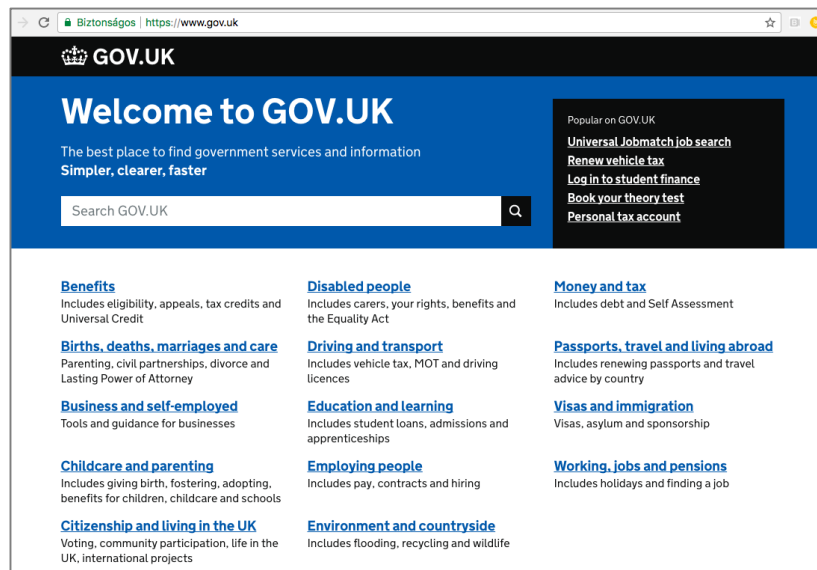 Biztonságos | https://www.gov.uk
GOV.UK
Welcome to GOV.UK
The best place to find government services and information
Simpler, clearer, faster
Search GOV.UK
Popular on GOV.UK
Universal Jobmatch job search
Renew vehicle tax
Log in to student finance
Book your theory test
Personal tax account
Benefits
Includes eligibility, appeals, tax credits and
Universal Credit
Births, deaths, marriages and care
Parenting, civil partnerships, divorce and
Lasting Power of Attorney
Business and self-employed
Tools and guidance for businesses
Childcare and parenting
Includes giving birth, fostering, adopting,
benefits for children, childcare and schools
Citizenship and living in the UK
Voting, community participation, life in the
UK, international projects
Disabled people
Includes carers, your rights, benefits and
the Equality Act
Driving and transport
Includes vehicle tax, MOT and driving
licences
Education and learning
Includes student loans, admissions and
apprenticeships
Employing people
Includes pay, contracts and hiring
Environment and countryside
Includes flooding, recycling and wildlife
Money and tax
Includes debt and Self Assessment
Passports, travel and living abroad
Includes renewing passports and travel
advice by country
Visas and immigration
Visas, asylum and sponsorship
Working, jobs and pensions
Includes holidays and finding a job